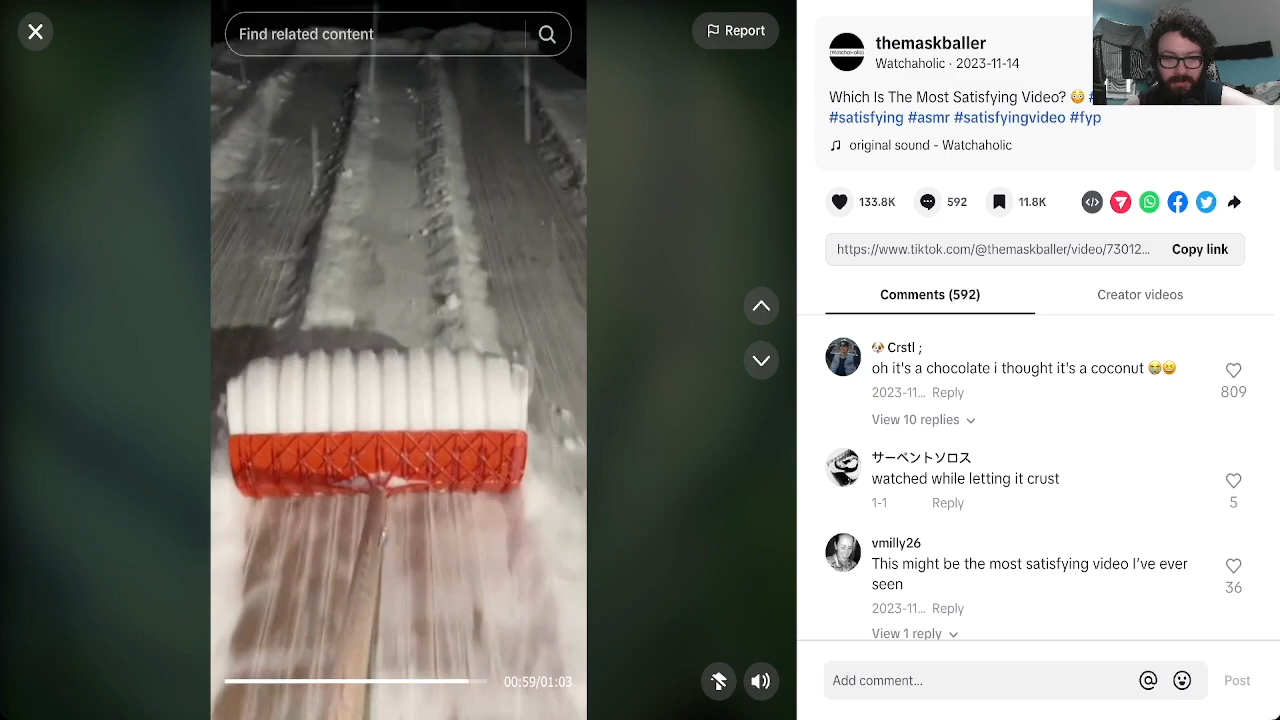 Find related content
Report
00:59/01:03
themaskballer
Watchaholic · 2023-11-14
Which Is The Most Satisfying Video? 😳 #
#satisfying #asmr #satisfyingvideo #fyp
original sound - Watchaholic
133.8K
592
11.8K
https://www.tiktok.com/@themaskballer/video/73012...
Copy link
Comments (592)
Creator videos
🐶 Crstl ;
oh it's a chocolate i thought it's a coconut 😭😀
2023-11... Reply
809
View 10 replies
サーペントソロス
watched while letting it crust
1-1 Reply
5
vmilly26
This might be the most satisfying video I've ever
seen
2023-11... Reply
36
View 1 reply
Add comment...
Post